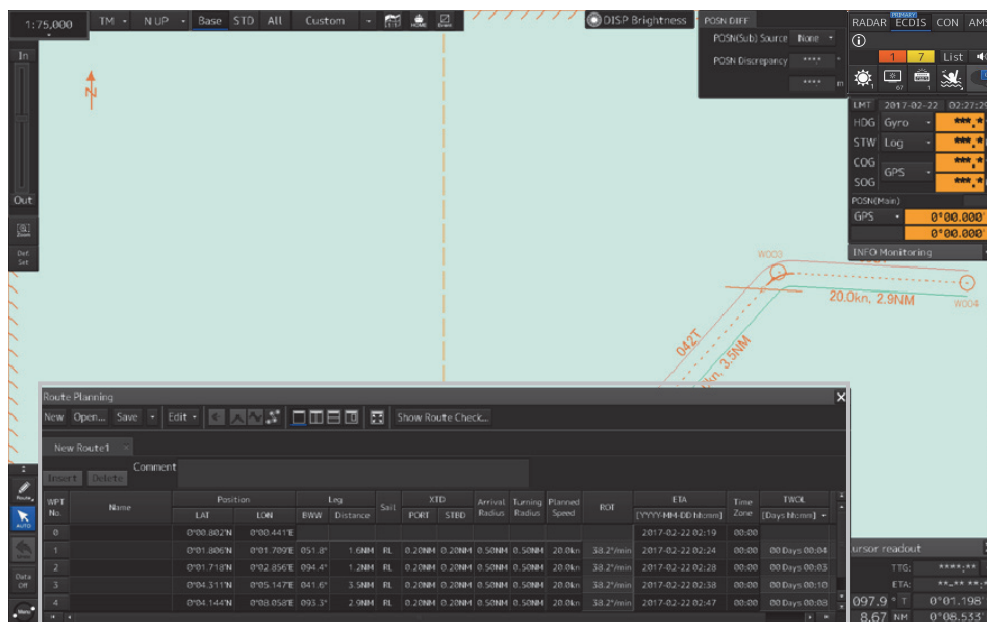 1:75,000 TM N UP Base STD All Custom
DISP Brightness
POSN DIFF
POSN(Sub) Source None
POSN Discrepancy **.** °
**.** m
RADAR PRIMARY ECDIS CON AMS
1 7 List
67 1 1
LMT 2017-02-22 02:27:29
HDG Gyro ***.*
STW Log ***.*
COG ***.*
GPS
SOG ***.*
POSN(Main)
GPS 0°00.000'
0°00.000'
INFO Monitoring
In
N
Out
Zoom
Def.
Set
W003
W004
20.0kn, 2.9NM
042T
kn, 3.5NM
Route Planning X
New Open... Save Edit Show Route Check...
New Route1
Comment
Insert Delete
WPT No. Name Position LAT LON Leg BWW Distance Sail XTD PORT STBD Arrival Radius Turning Radius Planned Speed ROT ETA [YYYY-MM-DD hh:mm] Time Zone TWOL [Days hh:mm]
0 0°00.802'N 0°00.441'E 2017-02-22 02:19 00:00
1 0°01.806'N 0°01.709'E 051.8° 1.6NM RL 0.20NM 0.20NM 0.50NM 0.50NM 20.0kn 38.2°/min 2017-02-22 02:24 00:00 00 Days 00:04
2 0°01.718'N 0°02.856'E 094.4° 1.2NM RL 0.20NM 0.20NM 0.50NM 0.50NM 20.0kn 38.2°/min 2017-02-22 02:28 00:00 00 Days 00:03
3 0°04.311'N 0°05.147'E 041.6° 3.5NM RL 0.20NM 0.20NM 0.50NM 0.50NM 20.0kn 38.2°/min 2017-02-22 02:38 00:00 00 Days 00:10
4 0°04.144'N 0°08.058'E 093.3° 2.9NM RL 0.20NM 0.20NM 0.50NM 0.50NM 20.0kn 38.2°/min 2017-02-22 02:47 00:00 00 Days 00:08
Route
AUTO
Undo
Data
Off
Menu
ursor readout
TTG: **:**
ETA:
097.9 ° T 0°01.198'
8.67 NM 0°08.533'